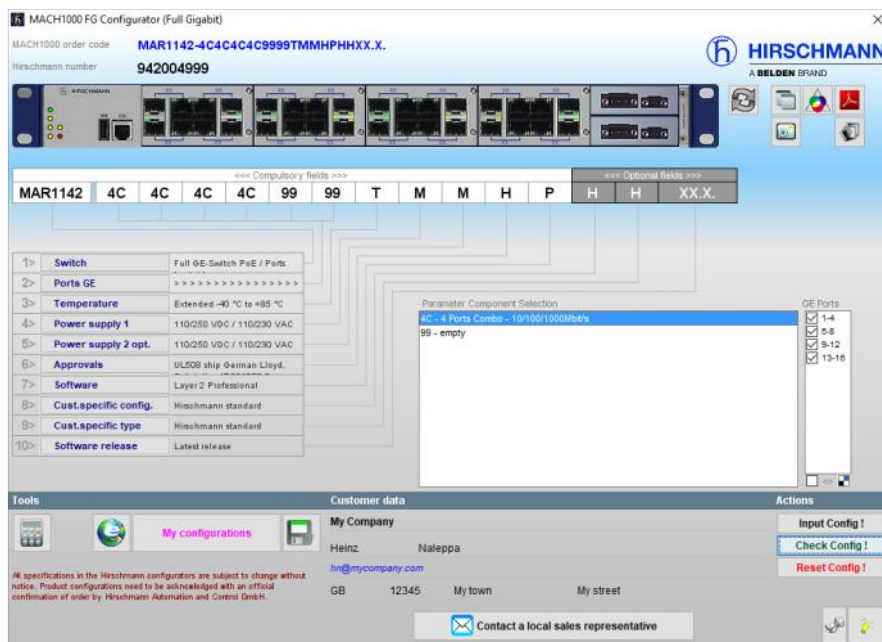 MACH1000 FG Configurator (Full Gigabit)
MACH1000 order code MAR1142-4C4C4C4C9999TMMHPHHXX.X.
Hirschmann number 942004999
HIRSCHMANN
A BELDEN BRAND
HIRSCHMANN
<<< Compulsory fields >>> <<< Optional fields >>>
MAR1142 4C 4C 4C 4C 99 99 T M M H P H H XX.X.
1> Switch Full GE-Switch PoE / Ports
2> Ports GE > > > > > > > > > > > > > > > >
3> Temperature Extended -40 °C to +85 °C
4> Power supply 1 110/250 VDC / 110/230 VAC
5> Power supply 2 opt. 110/250 VDC / 110/230 VAC
6> Approvals UL508 ship German Lloyd,
7> Software Layer 2 Professional
8> Cust.specific config. Hirschmann standard
9> Cust.specific type Hirschmann standard
10> Software release Latest release
Parameter Component Selection
4C - 4 Ports Combo - 10/100/1000Mbit/s
99 - empty
GE Ports
1-4
5-8
9-12
13-16
Tools
My configurations
All specifications in the Hirschmann configurators are subject to change without
notice. Product configurations need to be acknowledged with an official
confirmation of order by Hirschmann Automation and Control GmbH.
Customer data
My Company
Heinz Naleppa
hn@mycompany.com
GB 12345 My town My street
Contact a local sales representative
Actions
Input Config !
Check Config !
Reset Config !